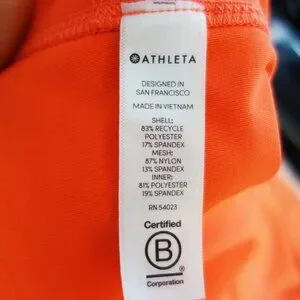 ATHLETA
DESIGNED IN
SAN FRANCISCO
MADE IN VIETNAM
SHELL:
83% RECYCLE
POLYESTER
17% SPANDEX
MESH:
87% NYLON
13% SPANDEX
INNER:
81% POLYESTER
19% SPANDEX
RN 54023
Certified
B
®
Corporation